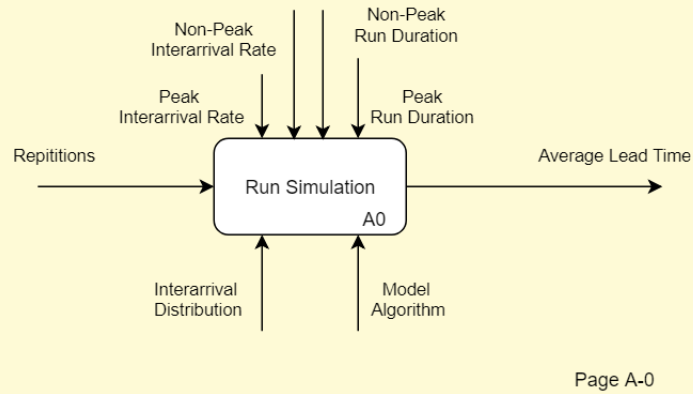 Non-Peak
Interarrival Rate
Non-Peak
Run Duration
Peak
Interarrival Rate
Peak
Run Duration
Repititions
Average Lead Time
Run Simulation
A0
Interarrival
Distribution
Model
Algorithm
Page A-0